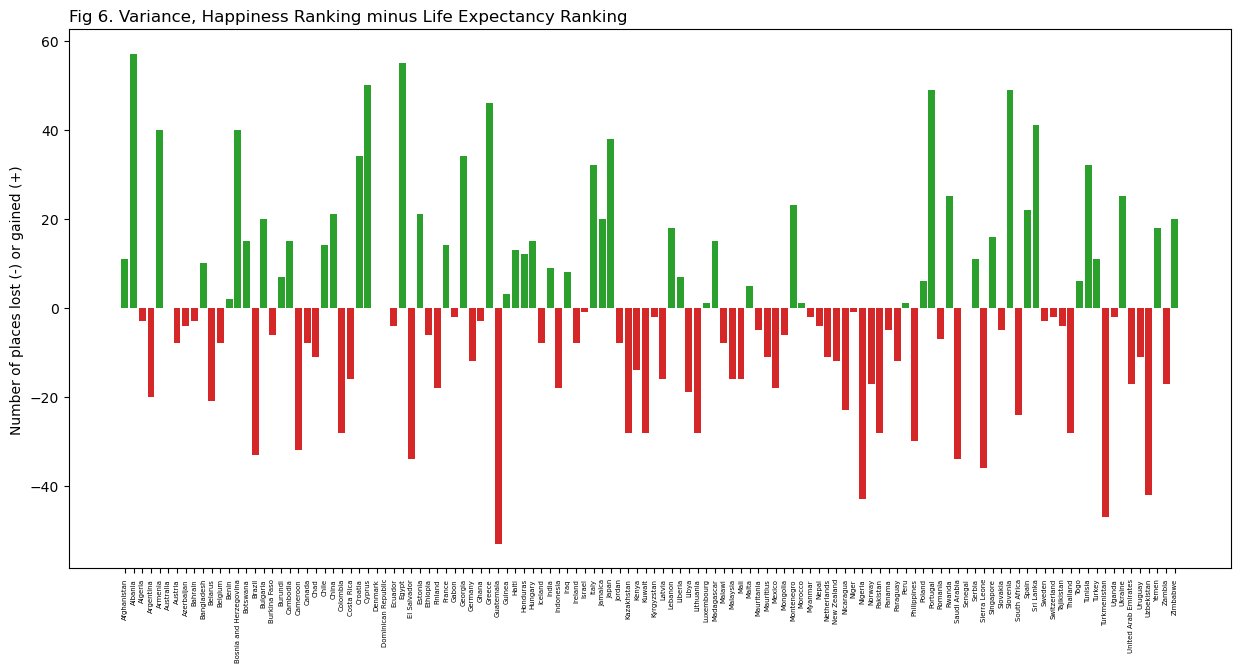 Fig 6. Variance, Happiness Ranking minus Life Expectancy Ranking
Number of places lost (-) or gained (+)
60
40
20
0
−20
−40
Afghanistan
Albania
Algeria
Argentina
Armenia
Australia
Austria
Azerbaijan
Bahrain
Bangladesh
Belarus
Belgium
Benin
Bosnia and Herzegovina
Botswana
Brazil
Bulgaria
Burkina Faso
Burundi
Cambodia
Cameroon
Canada
Chad
Chile
China
Colombia
Costa Rica
Croatia
Cyprus
Denmark
Dominican Republic
Ecuador
Egypt
El Salvador
Estonia
Ethiopia
Finland
France
Gabon
Georgia
Germany
Ghana
Greece
Guatemala
Guinea
Haiti
Honduras
Hungary
Iceland
India
Indonesia
Iraq
Ireland
Israel
Italy
Jamaica
Japan
Jordan
Kazakhstan
Kenya
Kuwait
Kyrgyzstan
Latvia
Lebanon
Liberia
Libya
Lithuania
Luxembourg
Madagascar
Malawi
Malaysia
Mali
Malta
Mauritania
Mauritius
Mexico
Mongolia
Montenegro
Morocco
Myanmar
Nepal
Netherlands
New Zealand
Nicaragua
Niger
Nigeria
Norway
Pakistan
Panama
Paraguay
Peru
Philippines
Poland
Portugal
Romania
Rwanda
Saudi Arabia
Senegal
Serbia
Sierra Leone
Singapore
Slovakia
Slovenia
South Africa
Spain
Sri Lanka
Sweden
Switzerland
Tajikistan
Thailand
Togo
Tunisia
Turkey
Turkmenistan
Uganda
Ukraine
United Arab Emirates
Uruguay
Uzbekistan
Yemen
Zambia
Zimbabwe